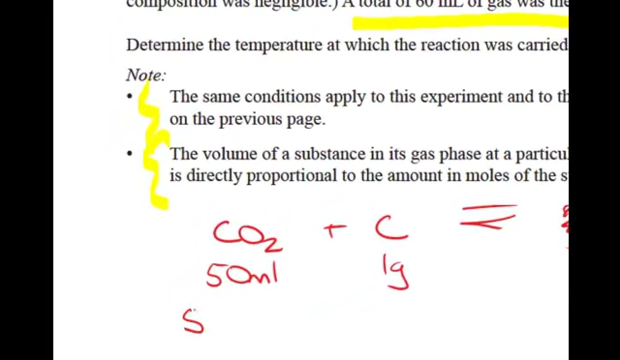 composition was negligible.) A total of 60 mL of gas was the
Determine the temperature at which the reaction was carried
Note:
• The same conditions apply to this experiment and to th
on the previous page.
• The volume of a substance in its gas phase at a particul
is directly proportional to the amount in moles of the s
CO₂ + C ⇌
50ml 1g
S